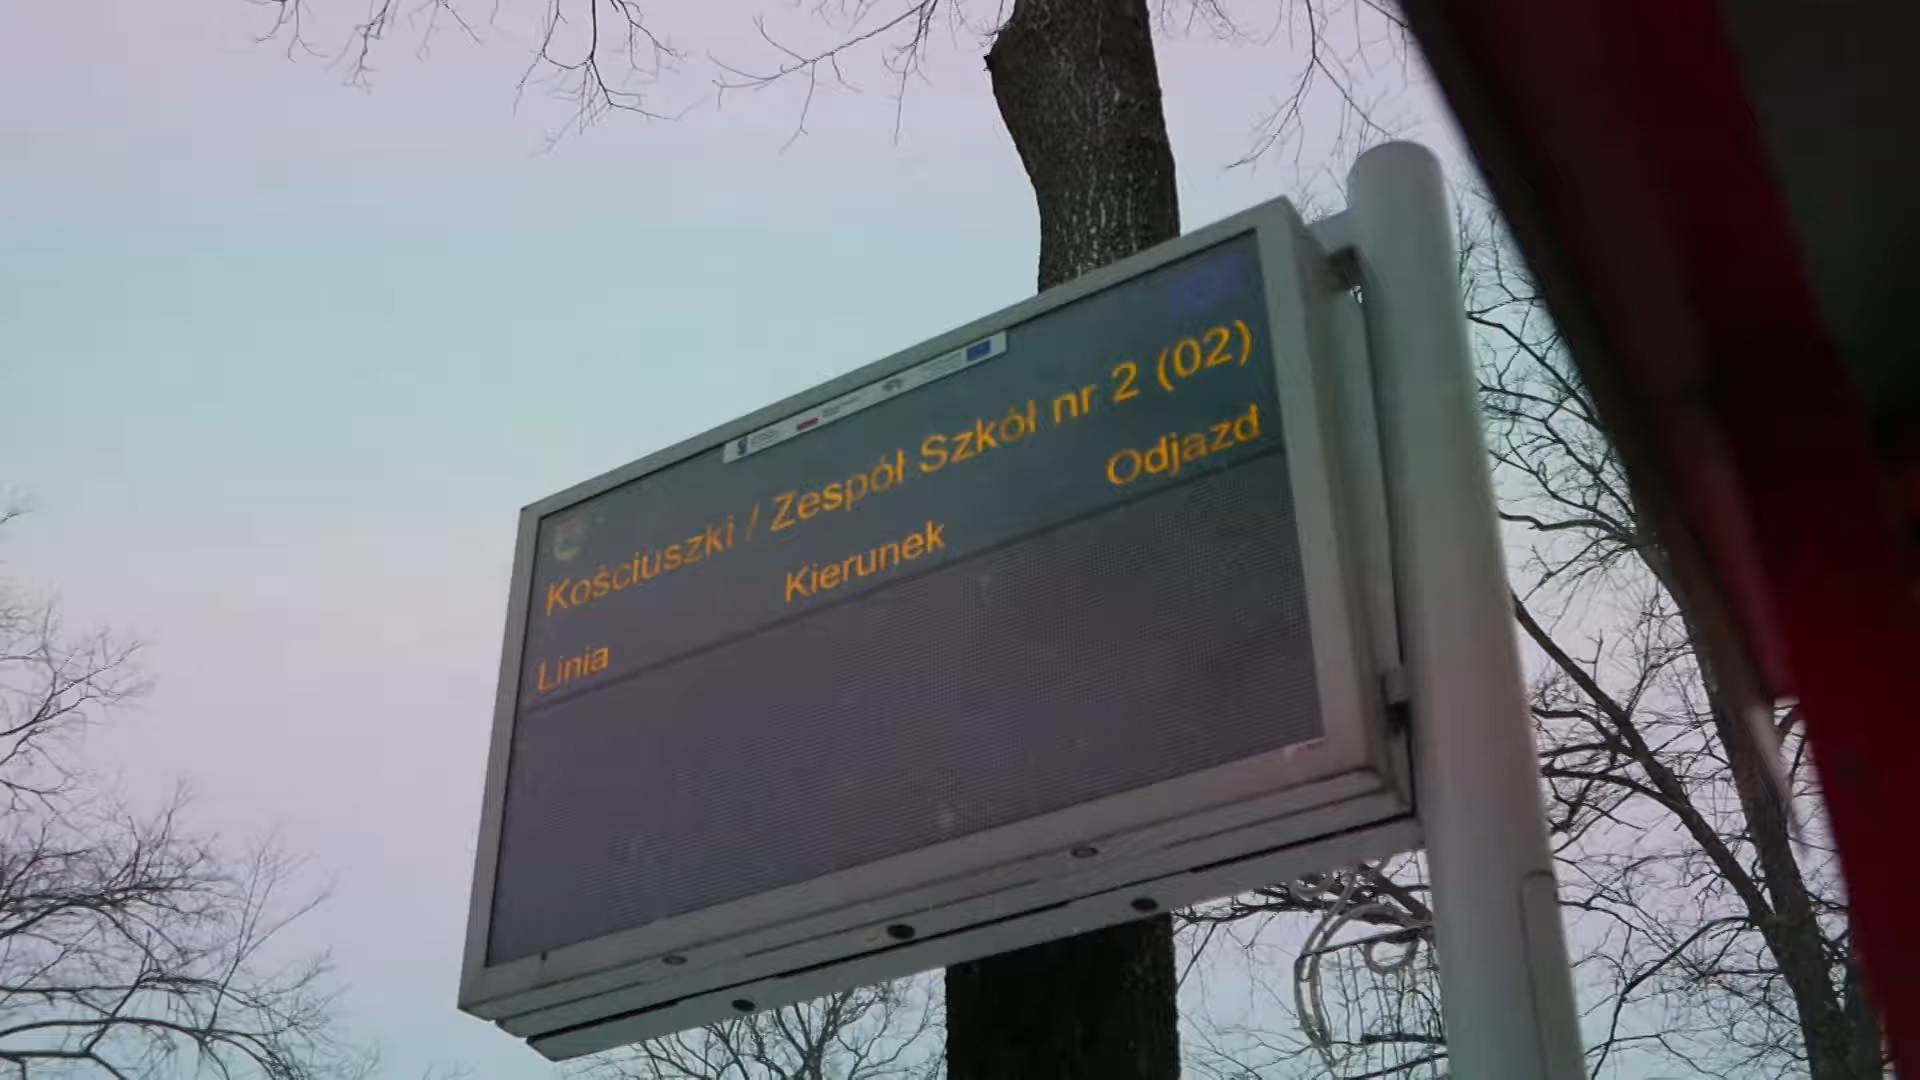 Kościuszki / Zespół Szkół nr 2 (02)
Linia Kierunek Odjazd